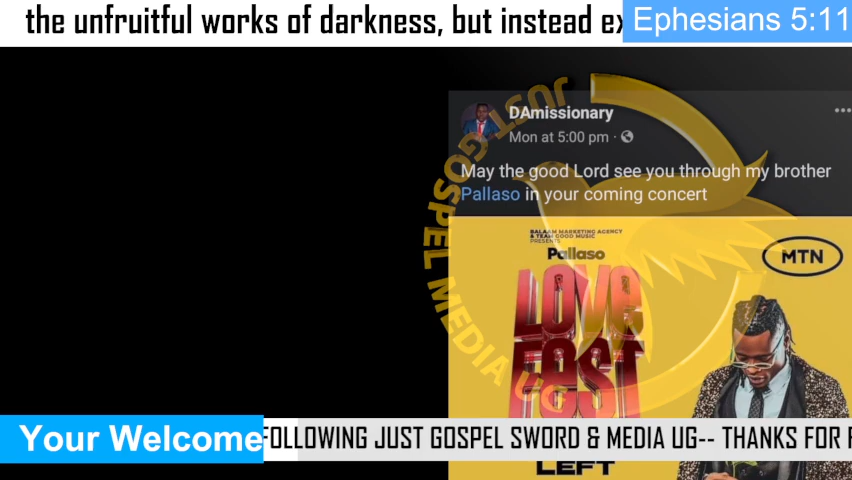 the unfruitful works of darkness, but instead ex
Ephesians 5:11
JUST GOSPEL MEDIA UG
DAmissionary
Mon at 5:00 pm ·
May the good Lord see you through my brother
Pallaso in your coming concert
BALAAM MARKETING AGENCY
& TEAM GOOD MUSIC
PRESENTS
Pallaso
MTN
LOVE
FEST
Your Welcome
FOLLOWING JUST GOSPEL SWORD & MEDIA UG-- THANKS FOR F
LEFT